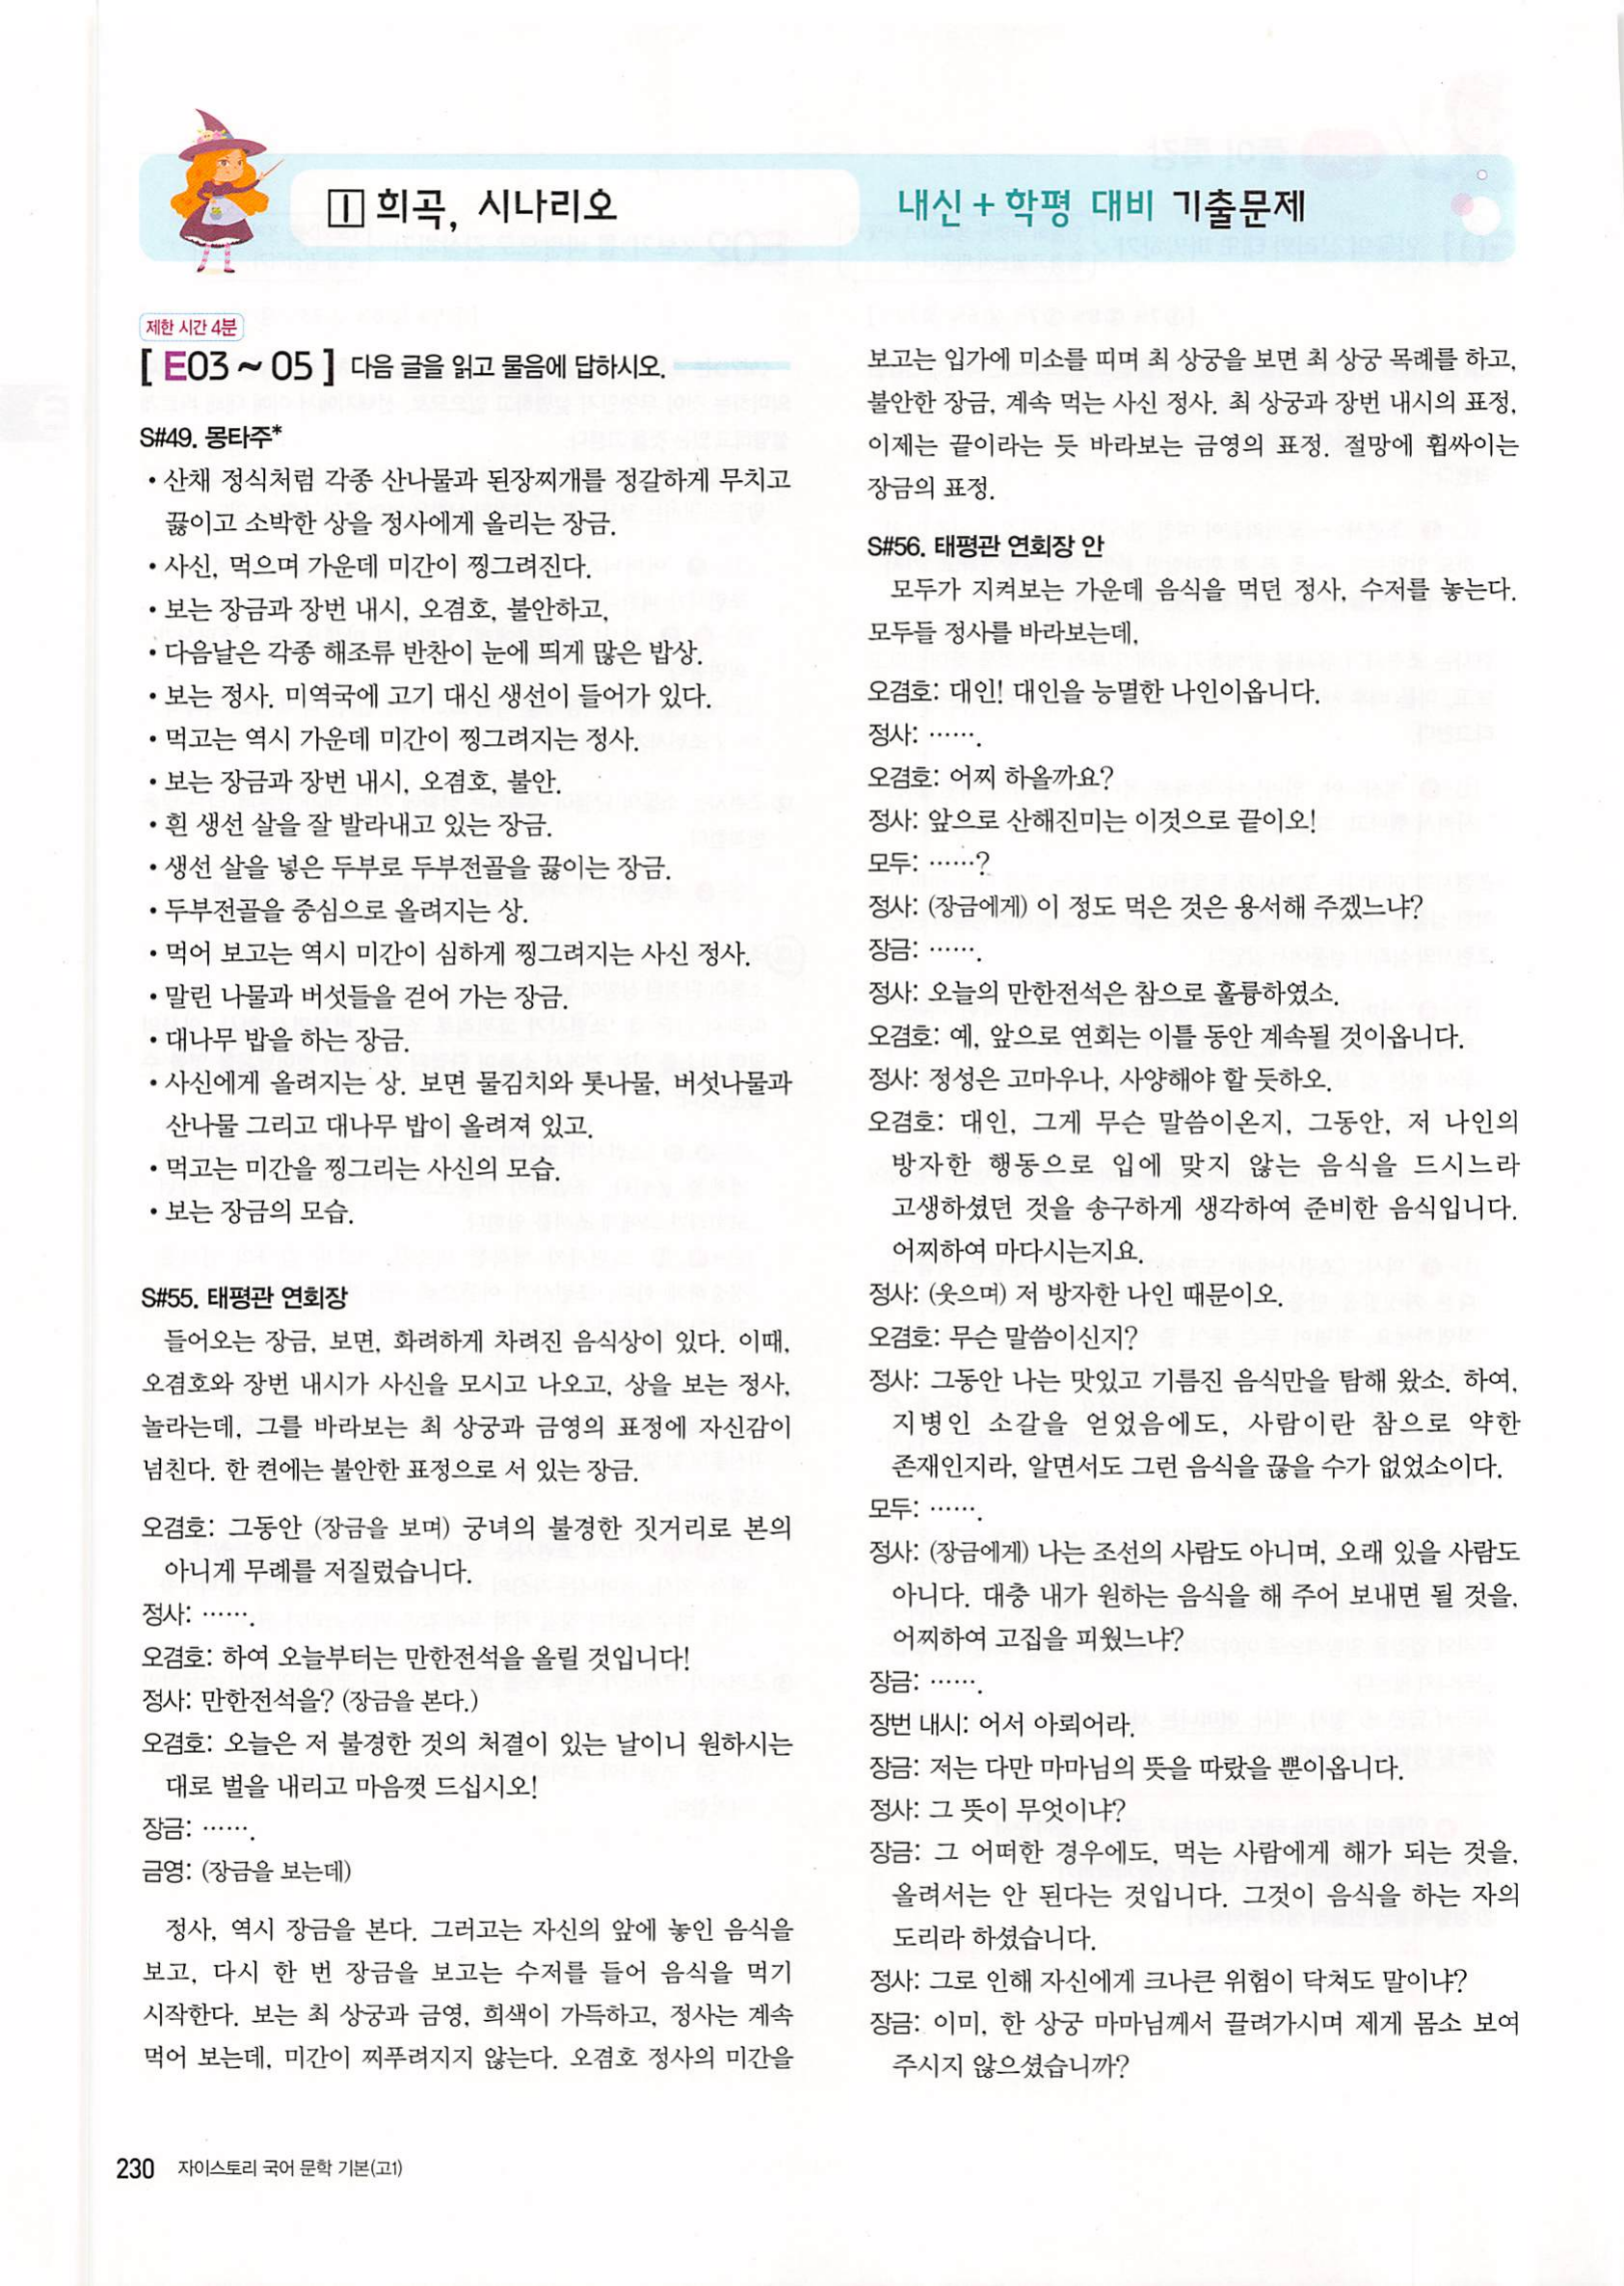 I 희곡, 시나리오
내신+학평 대비 기출문제
제한 시간 4분
[ E03 ~ 05 ] 다음 글을 읽고 물음에 답하시오.
S#49. 몽타주*
• 산채 정식처럼 각종 산나물과 된장찌개를 정갈하게 무치고
끓이고 소박한 상을 정사에게 올리는 장금.
• 사신, 먹으며 가운데 미간이 찡그려진다.
• 보는 장금과 장번 내시, 오겸호, 불안하고,
• 다음날은 각종 해조류 반찬이 눈에 띄게 많은 밥상.
• 보는 정사. 미역국에 고기 대신 생선이 들어가 있다.
• 먹고는 역시 가운데 미간이 찡그려지는 정사.
• 보는 장금과 장번 내시, 오겸호, 불안.
• 흰 생선 살을 잘 발라내고 있는 장금.
• 생선 살을 넣은 두부로 두부전골을 끓이는 장금.
• 두부전골을 중심으로 올려지는 상.
• 먹어 보고는 역시 미간이 심하게 찡그려지는 사신 정사.
• 말린 나물과 버섯들을 걷어 가는 장금.
• 대나무 밥을 하는 장금.
• 사신에게 올려지는 상. 보면 물김치와 톳나물, 버섯나물과
산나물 그리고 대나무 밥이 올려져 있고.
• 먹고는 미간을 찡그리는 사신의 모습.
• 보는 장금의 모습.
S#55. 태평관 연회장
들어오는 장금, 보면, 화려하게 차려진 음식상이 있다. 이때,
오겸호와 장번 내시가 사신을 모시고 나오고, 상을 보는 정사,
놀라는데, 그를 바라보는 최 상궁과 금영의 표정에 자신감이
넘친다. 한 켠에는 불안한 표정으로 서 있는 장금.
오겸호: 그동안 (장금을 보며) 궁녀의 불경한 짓거리로 본의
아니게 무례를 저질렀습니다.
정사: ……
오겸호: 하여 오늘부터는 만한전석을 올릴 것입니다!
정사: 만한전석을? (장금을 본다.)
오겸호: 오늘은 저 불경한 것의 처결이 있는 날이니 원하시는
대로 벌을 내리고 마음껏 드십시오!
장금: …….
금영: (장금을 보는데)
정사, 역시 장금을 본다. 그러고는 자신의 앞에 놓인 음식을
보고, 다시 한 번 장금을 보고는 수저를 들어 음식을 먹기
시작한다. 보는 최 상궁과 금영, 희색이 가득하고, 정사는 계속
먹어 보는데, 미간이 찌푸려지지 않는다. 오겸호 정사의 미간을
보고는 입가에 미소를 띠며 최 상궁을 보면 최 상궁 목례를 하고,
불안한 장금, 계속 먹는 사신 정사. 최 상궁과 장번 내시의 표정,
이제는 끝이라는 듯 바라보는 금영의 표정. 절망에 휩싸이는
장금의 표정.
S#56. 태평관 연회장 안
모두가 지켜보는 가운데 음식을 먹던 정사, 수저를 놓는다.
모두들 정사를 바라보는데,
오겸호: 대인! 대인을 능멸한 나인이옵니다.
정사: …….
오겸호: 어찌 하올까요?
정사: 앞으로 산해진미는 이것으로 끝이오!
모두: ……?
정사: (장금에게) 이 정도 먹은 것은 용서해 주겠느냐?
장금: …….
정사: 오늘의 만한전석은 참으로 훌륭하였소.
오겸호: 예, 앞으로 연회는 이틀 동안 계속될 것이옵니다.
정사: 정성은 고마우나, 사양해야 할 듯하오.
오겸호: 대인, 그게 무슨 말씀이온지, 그동안, 저 나인의
방자한 행동으로 입에 맞지 않는 음식을 드시느라
고생하셨던 것을 송구하게 생각하여 준비한 음식입니다.
어찌하여 마다시는지요.
정사: (웃으며) 저 방자한 나인 때문이오.
오겸호: 무슨 말씀이신지?
정사: 그동안 나는 맛있고 기름진 음식만을 탐해 왔소. 하여,
지병인 소갈을 얻었음에도, 사람이란 참으로 약한
존재인지라, 알면서도 그런 음식을 끊을 수가 없었소이다.
모두: …….
정사: (장금에게) 나는 조선의 사람도 아니며, 오래 있을 사람도
아니다. 대충 내가 원하는 음식을 해 주어 보내면 될 것을,
어찌하여 고집을 피웠느냐?
장금: …….
장번 내시: 어서 아뢰어라.
장금: 저는 다만 마마님의 뜻을 따랐을 뿐이옵니다.
정사: 그 뜻이 무엇이냐?
장금: 그 어떠한 경우에도, 먹는 사람에게 해가 되는 것을,
올려서는 안 된다는 것입니다. 그것이 음식을 하는 자의
도리라 하셨습니다.
정사: 그로 인해 자신에게 크나큰 위험이 닥쳐도 말이냐?
장금: 이미, 한 상궁 마마님께서 끌려가시며 제게 몸소 보여
주시지 않으셨습니까?
230 자이스토리 국어 문학 기본(고1)